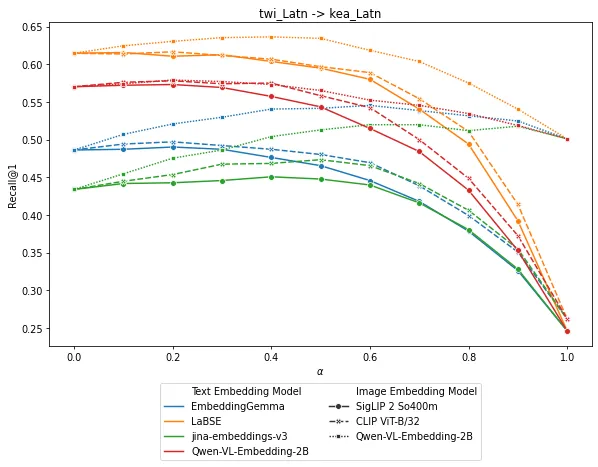 twi_Latn -> kea_Latn
Recall@1
0.65
0.60
0.55
0.50
0.45
0.40
0.35
0.30
0.25
0.0
0.2
0.4
0.6
0.8
1.0
α
Text Embedding Model
EmbeddingGemma
LaBSE
jina-embeddings-v3
Qwen-VL-Embedding-2B
Image Embedding Model
SigLIP 2 So400m
CLIP ViT-B/32
Qwen-VL-Embedding-2B